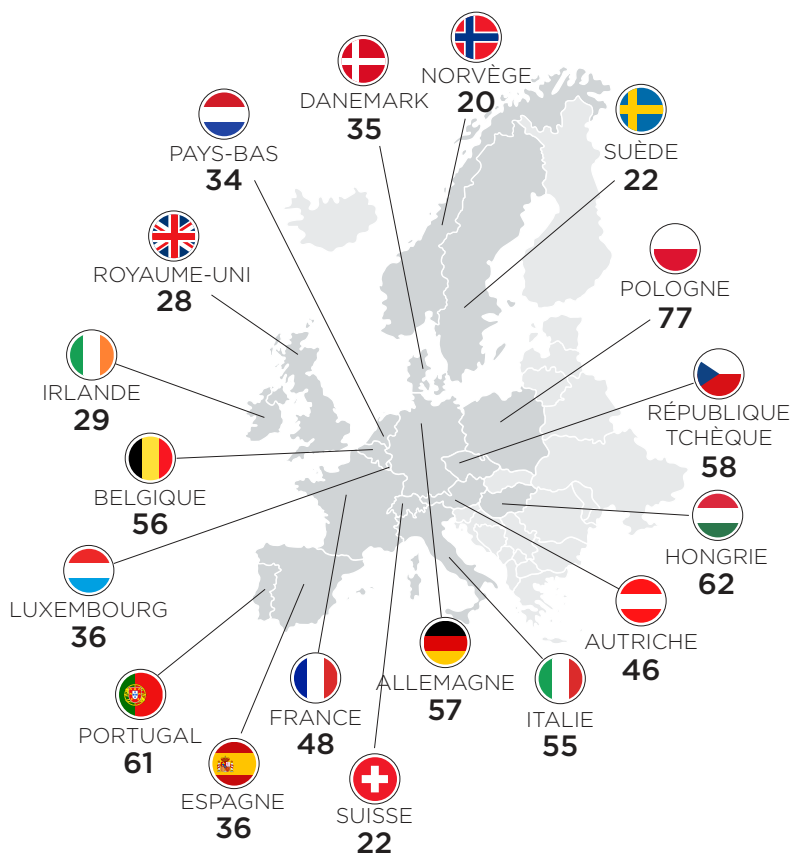 NORVÈGE
20
DANEMARK
35
SUÈDE
22
PAYS-BAS
34
ROYAUME-UNI
28
POLOGNE
77
IRLANDE
29
RÉPUBLIQUE
TCHÈQUE
58
BELGIQUE
56
HONGRIE
62
LUXEMBOURG
36
AUTRICHE
46
ALLEMAGNE
57
FRANCE
48
ITALIE
55
PORTUGAL
61
ESPAGNE
36
SUISSE
22